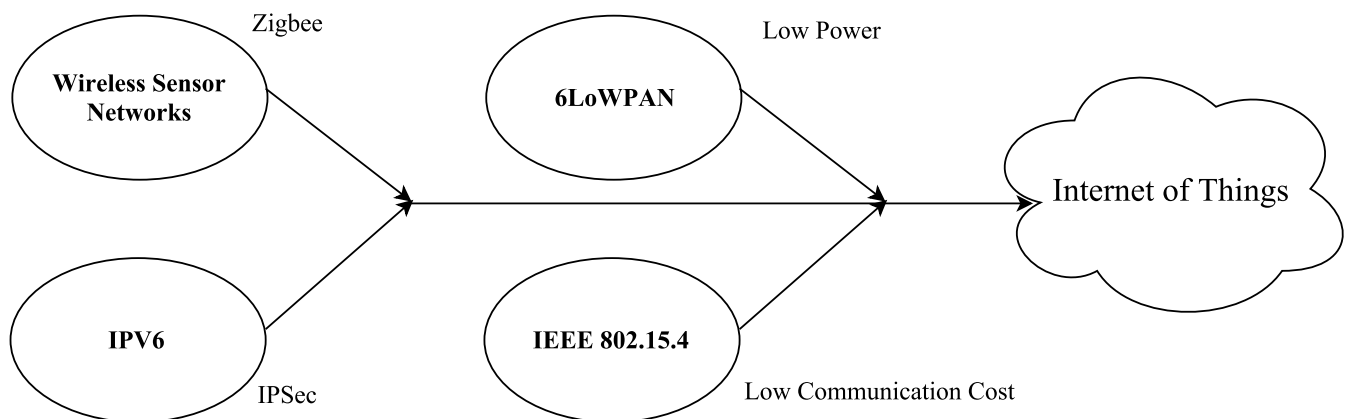 Zigbee
Wireless Sensor
Networks
Low Power
6LoWPAN
Internet of Things
IPV6
IPSec
IEEE 802.15.4
Low Communication Cost